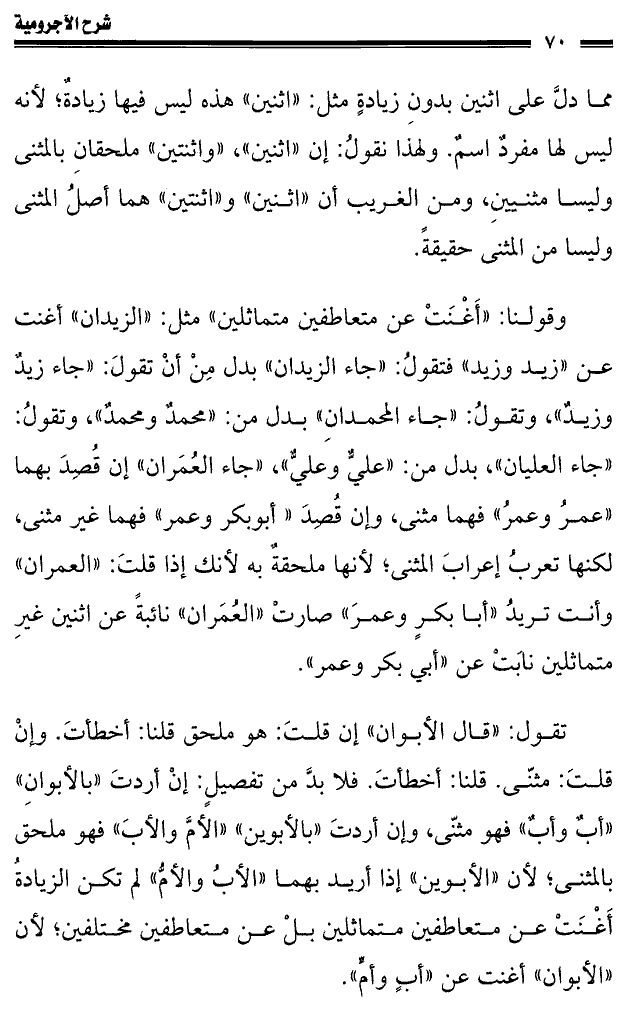 شرح الآجرومية
٧٠
مما دلَّ على اثنين بدونِ زيادةٍ مثل: «اثنين» هذه ليس فيها زيادةٌ؛ لأنه
ليس لها مفردٌ اسمٌ. ولهذا نقولُ: إن «اثنين»، «واثنتين» ملحقانِ بالمثنى
وليسا مثنيينِ، ومن الغريب أن «اثنين» و«اثنتين» هما أصلُ المثنى
وليسا من المثنى حقيقةً.
وقولنا: «أَغْنَتْ عن متعاطفين متماثلين» مثل: «الزيدان» أغنت
عن «زيد وزيد» فتقولُ: «جاء الزيدان» بدل مِنْ أنْ تقولَ: «جاء زيدٌ
وزيدٌ»، وتقولُ: «جاء المحمدانِ» بدل من: «محمدٌ ومحمدٌ»، وتقولُ:
«جاء العليان»، بدل من: «عليٌّ وعليٌّ»، «جاء العُمَران» إن قُصِدَ بهما
«عمرُ وعمرُ» فهما مثنى، وإن قُصِدَ « أبوبكر وعمر» فهما غير مثنى،
لكنها تعربُ إعرابَ المثنى؛ لأنها ملحقةٌ به لأنك إذا قلتَ: «العمران»
وأنت تريدُ «أبا بكرٍ وعمرَ» صارتْ «العُمَران» نائبةً عن اثنين غيرِ
متماثلين نابَتْ عن «أبي بكر وعمر».
تقول: «قال الأبوان» إن قلتَ: هو ملحق قلنا: أخطأتَ. وإنْ
قلتَ: مثنّى. قلنا: أخطأتَ. فلا بدَّ من تفصيلٍ: إنْ أردتَ «بالأبوانِ»
«أبٌ وأبٌ» فهو مثنّى، وإن أردتَ «بالأبوين» «الأمَّ والأبَ» فهو ملحق
بالمثنى؛ لأن «الأبوين» إذا أريد بهما «الأبُ والأمُّ» لم تكن الزيادةُ
أَغْنَتْ عن متعاطفين متماثلين بلْ عن متعاطفين مختلفين؛ لأن
«الأبوان» أغنت عن «أبٍ وأمٍّ».